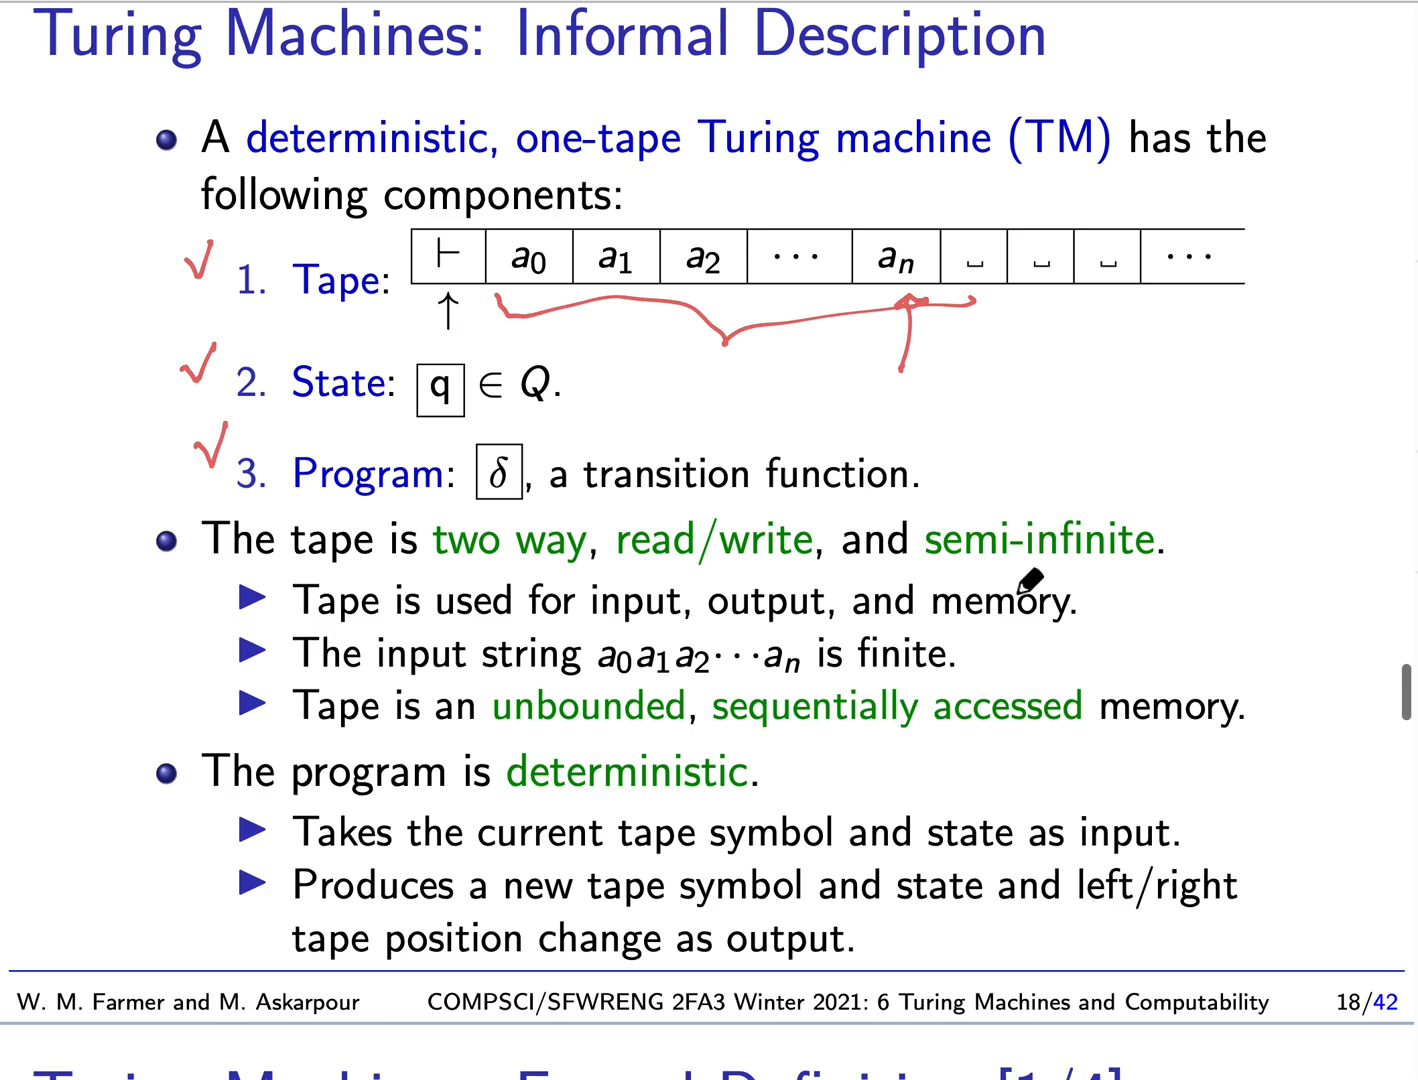 Turing Machines: Informal Description
A deterministic, one-tape Turing machine (TM) has the
following components:
1. Tape: ⊢ a₀ a₁ a₂ ··· aₙ ␣ ␣ ␣ ···
↑
2. State: q ∈ Q.
3. Program: δ, a transition function.
The tape is two way, read/write, and semi-infinite.
Tape is used for input, output, and memory.
The input string a₀a₁a₂···aₙ is finite.
Tape is an unbounded, sequentially accessed memory.
The program is deterministic.
Takes the current tape symbol and state as input.
Produces a new tape symbol and state and left/right
tape position change as output.
W. M. Farmer and M. Askarpour COMPSCI/SFWRENG 2FA3 Winter 2021: 6 Turing Machines and Computability 18/42